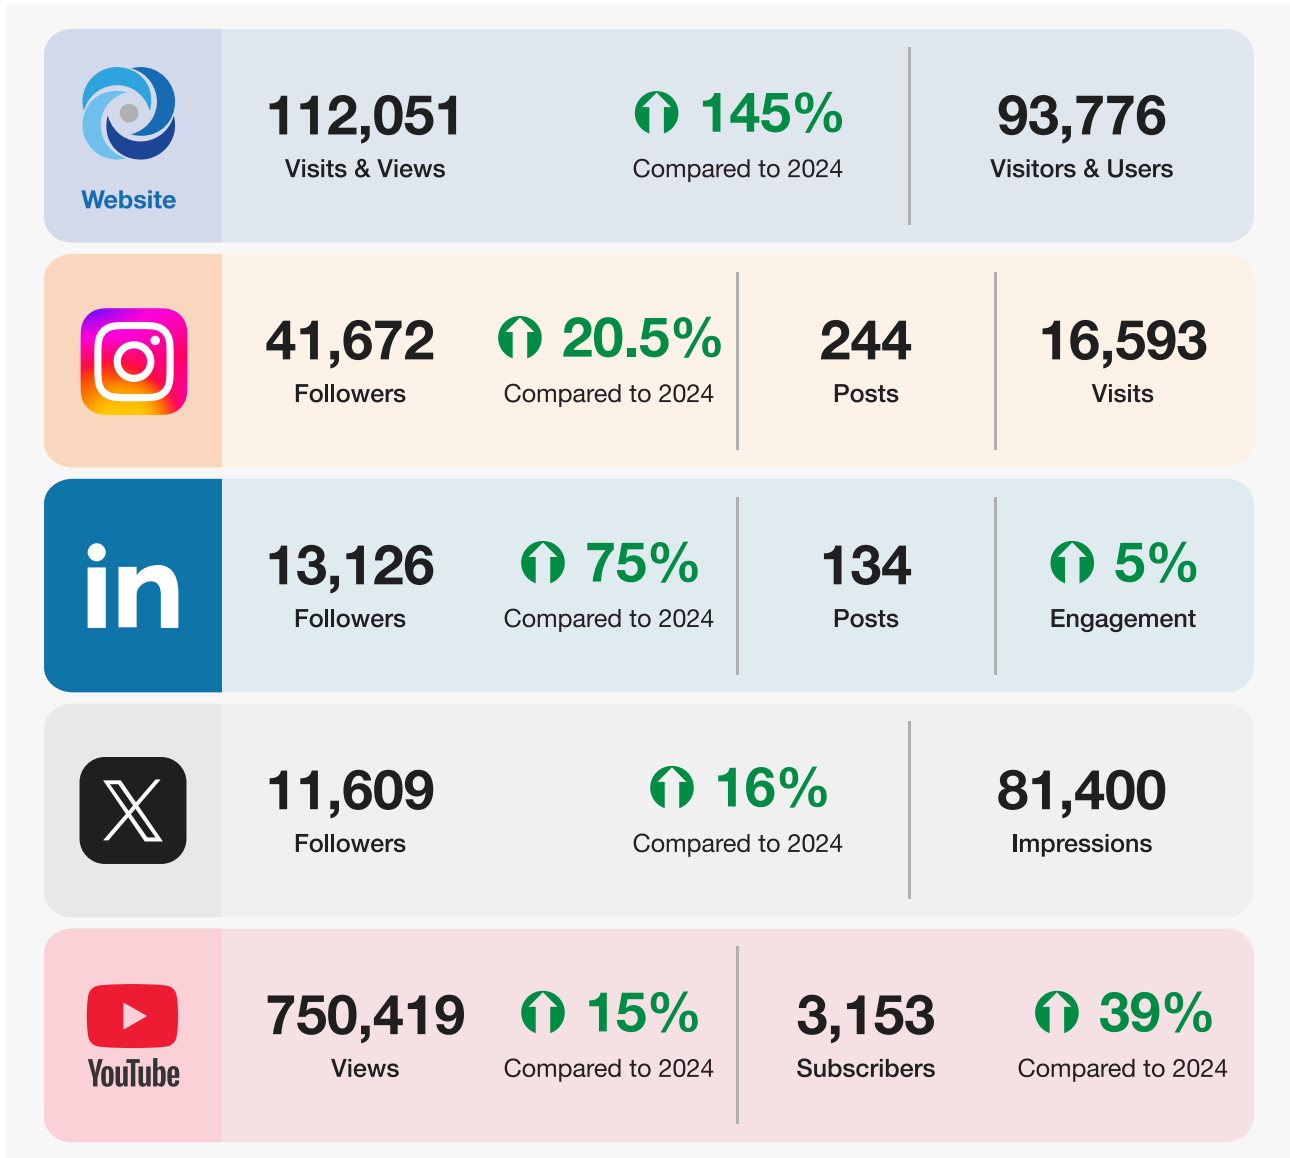 112,051
Visits & Views
145%
Compared to 2024
93,776
Visitors & Users
Website
41,672
Followers
20.5%
Compared to 2024
244
Posts
16,593
Visits
in
13,126
Followers
75%
Compared to 2024
134
Posts
5%
Engagement
X
11,609
Followers
16%
Compared to 2024
81,400
Impressions
YouTube
750,419
Views
15%
Compared to 2024
3,153
Subscribers
39%
Compared to 2024